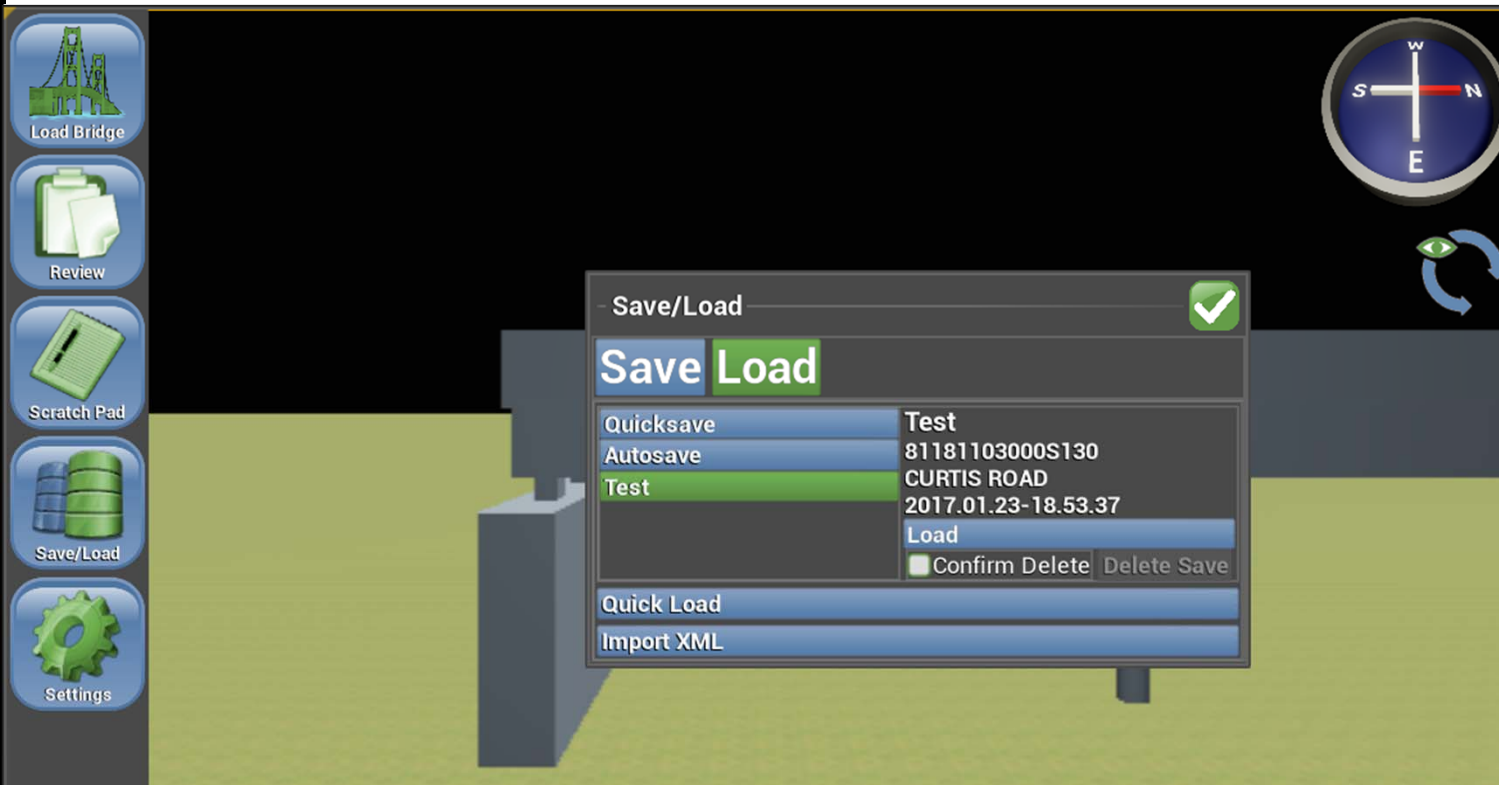 Load Bridge
Review
Scratch Pad
Save/Load
Settings
W
S N
E
Save/Load
Save Load
Quicksave
Autosave
Test
Test
81181103000S130
CURTIS ROAD
2017.01.23-18.53.37
Load
Confirm Delete Delete Save
Quick Load
Import XML